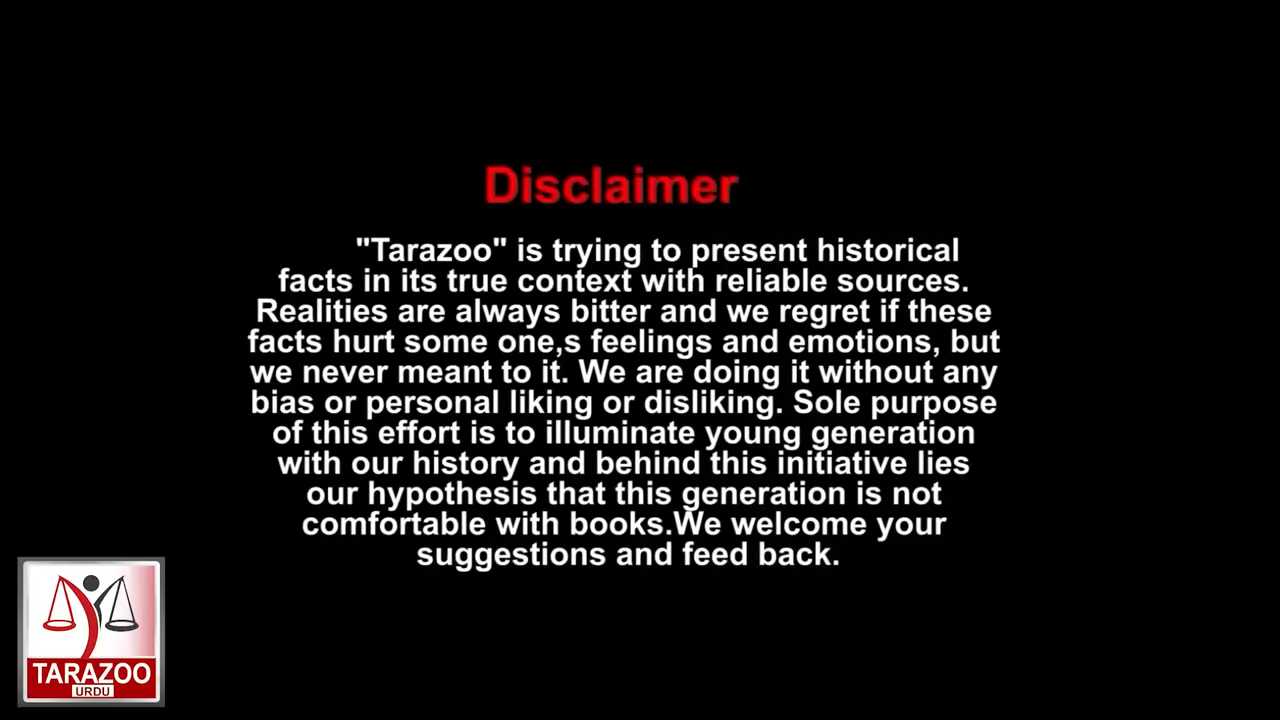 Disclaimer
"Tarazoo" is trying to present historical
facts in its true context with reliable sources.
Realities are always bitter and we regret if these
facts hurt some one,s feelings and emotions, but
we never meant to it. We are doing it without any
bias or personal liking or disliking. Sole purpose
of this effort is to illuminate young generation
with our history and behind this initiative lies
our hypothesis that this generation is not
comfortable with books.We welcome your
suggestions and feed back.
TARAZOO
URDU